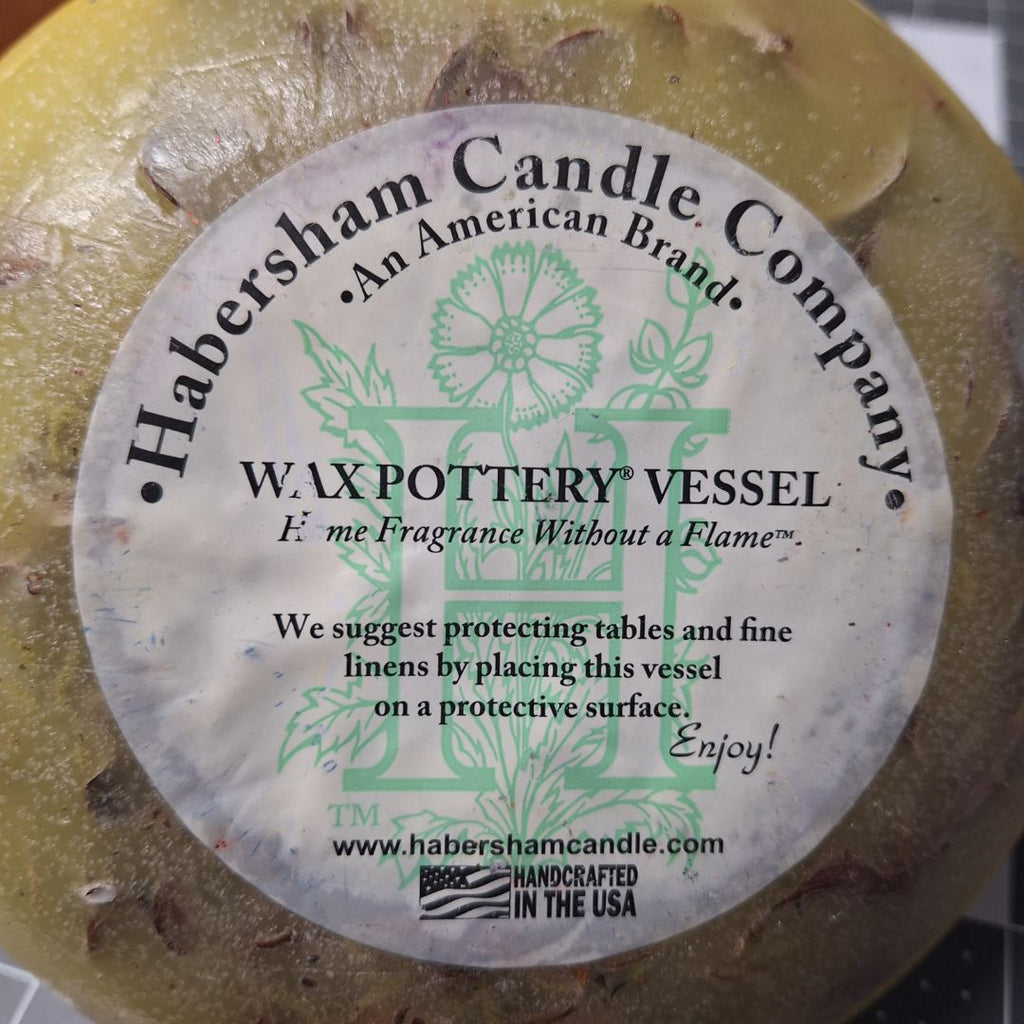 •Habersham Candle Company•
•An American Brand•
WAX POTTERY® VESSEL
Home Fragrance Without a Flame™.
We suggest protecting tables and fine
linens by placing this vessel
on a protective surface.
Enjoy!
H
TM
www.habershamcandle.com
HANDCRAFTED
IN THE USA